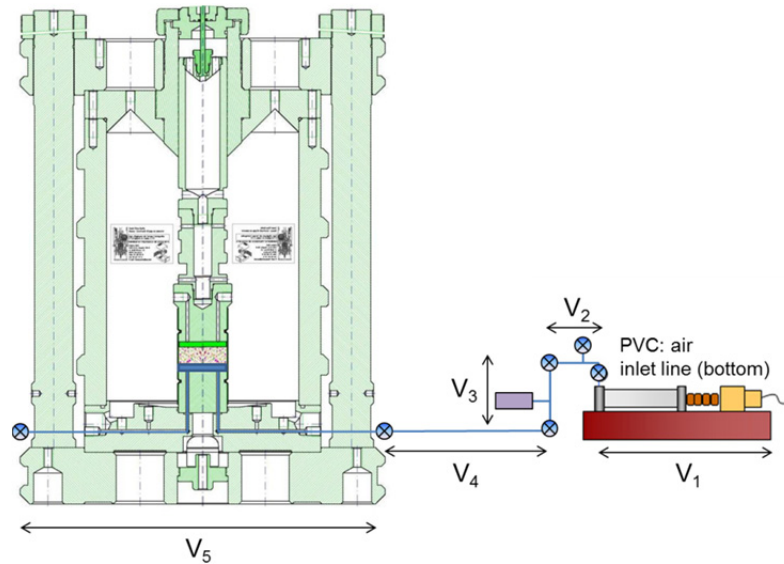 V₂
PVC: air
inlet line (bottom)
V₃
V₄
V₁
V₅